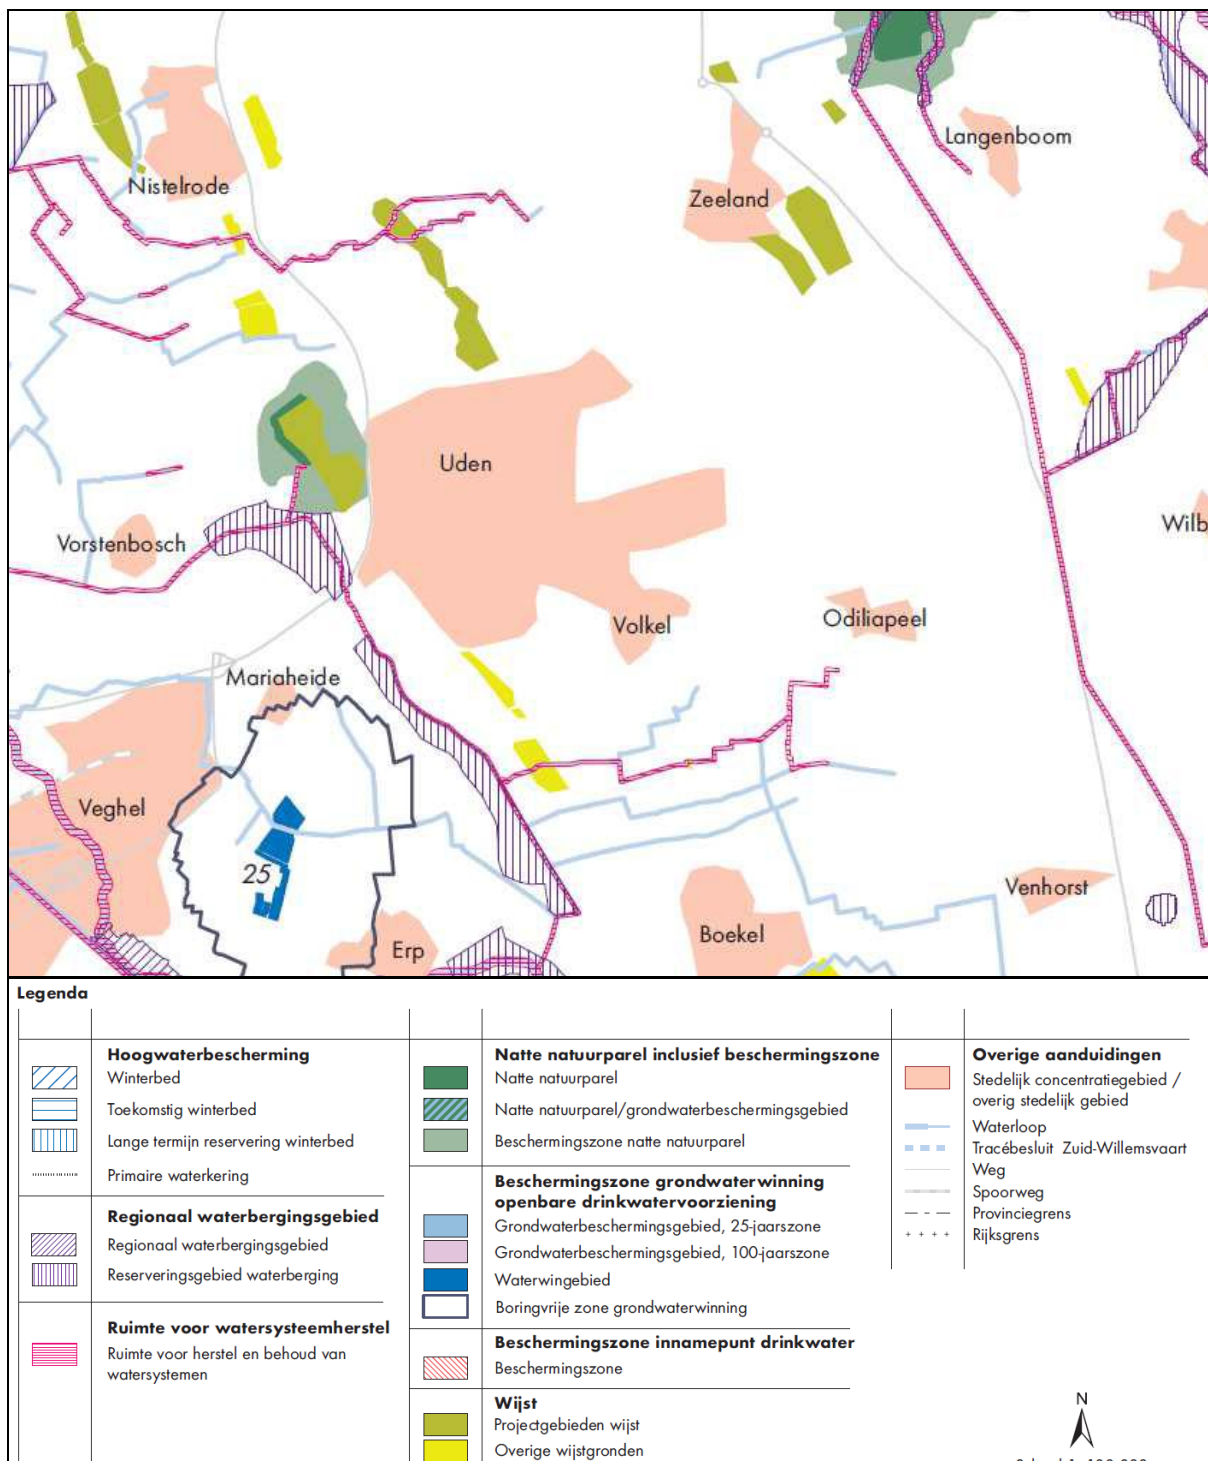 Langenboom
Nistelrode
Zeeland
Uden
Wilb
Vorstenbosch
Volkel
Odiliapeel
Mariaheide
Veghel
25
Venhorst
Boekel
Erp
Legenda
Hoogwaterbescherming
Winterbed
Toekomstig winterbed
Lange termijn reservering winterbed
Primaire waterkering
Regionaal waterbergingsgebied
Regionaal waterbergingsgebied
Reserveringsgebied waterberging
Ruimte voor watersysteemherstel
Ruimte voor herstel en behoud van
watersystemen
Natte natuurparel inclusief beschermingszone
Natte natuurparel
Natte natuurparel/grondwaterbeschermingsgebied
Beschermingszone natte natuurparel
Beschermingszone grondwaterwinning
openbare drinkwatervoorziening
Grondwaterbeschermingsgebied, 25-jaarszone
Grondwaterbeschermingsgebied, 100-jaarszone
Waterwingebied
Boringvrije zone grondwaterwinning
Beschermingszone innamepunt drinkwater
Beschermingszone
Wijst
Projectgebieden wijst
Overige wijstgronden
Overige aanduidingen
Stedelijk concentratiegebied /
overig stedelijk gebied
Waterloop
Tracébesluit Zuid-Willemsvaart
Weg
Spoorweg
Provinciegrens
Rijksgrens
N